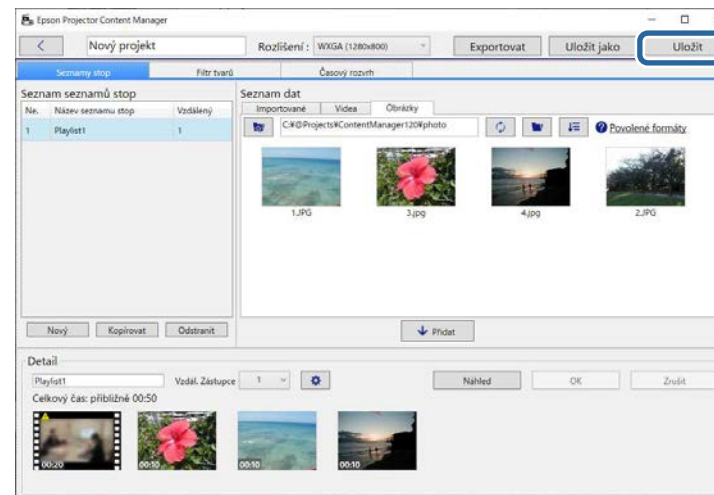 Epson Projector Content Manager
Nový projekt Rozlišení : WXGA (1280x800) Exportovat Uložit jako Uložit
Seznamy stop Filtr tvarů Časový rozvrh
Seznam seznamů stop
Ne. Název seznamu stop Vzdálený
1 Playlist1 1
Nový Kopírovat Odstranit
Seznam dat
Importované Videa Obrázky
C:¥@Projects¥ContentManager120¥photo ? Povolené formáty
1.JPG 3.jpg 4.jpg 2.JPG
Přidat
Detail
Playlist1 Vzdál. Zástupce 1 Náhled OK Zrušit
Celkový čas: přibližně 00:50
00:20 00:10 00:10 00:10